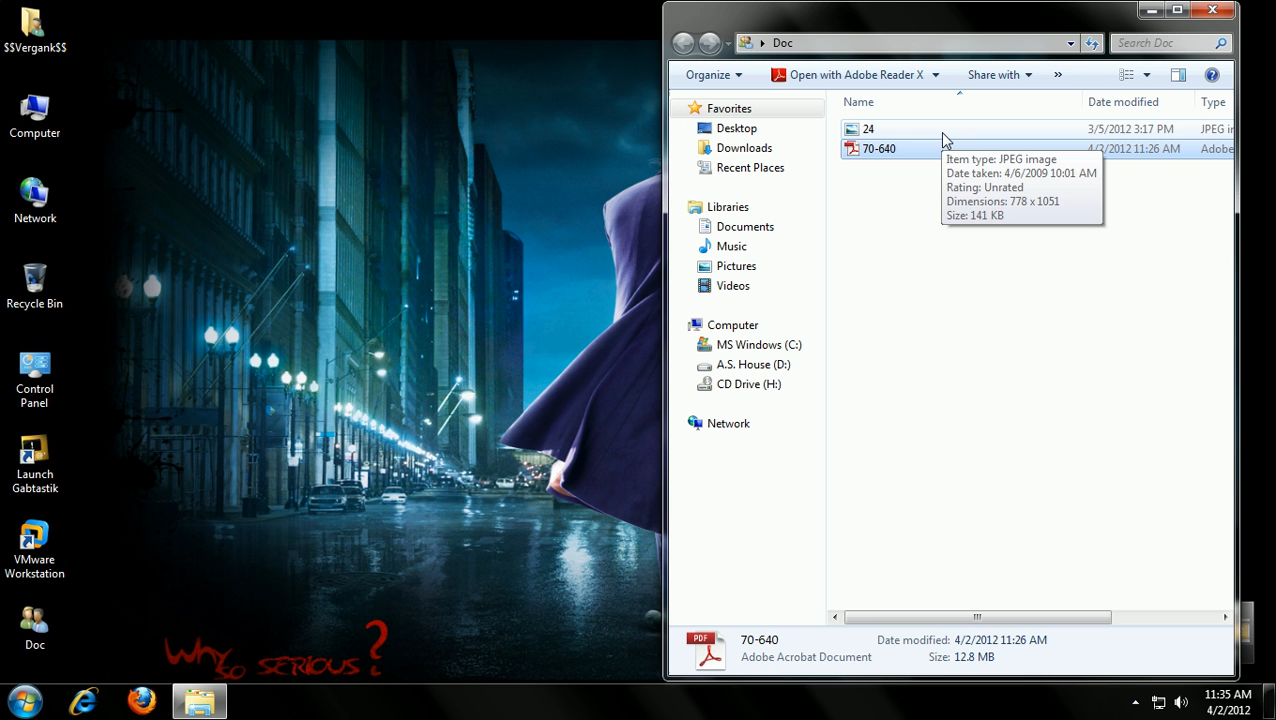 $$Vergank$$
Computer
Network
Recycle Bin
Control
Panel
Launch
Gabtastik
VMware
Workstation
Doc
WHY
SO SERIOUS?
Doc
Search Doc
Organize
Open with Adobe Reader X
Share with
»
Name
Date modified
Type
Favorites
Desktop
Downloads
Recent Places
Libraries
Documents
Music
Pictures
Videos
Computer
MS Windows (C:)
A.S. House (D:)
CD Drive (H:)
Network
24 3/5/2012 3:17 PM JPEG
70-640 4/2/2012 11:26 AM Adobe
Item type: JPEG image
Date taken: 4/6/2009 10:01 AM
Rating: Unrated
Dimensions: 778 x 1051
Size: 141 KB
PDF
70-640 Date modified: 4/2/2012 11:26 AM
Adobe Acrobat Document Size: 12.8 MB
11:35 AM
4/2/2012